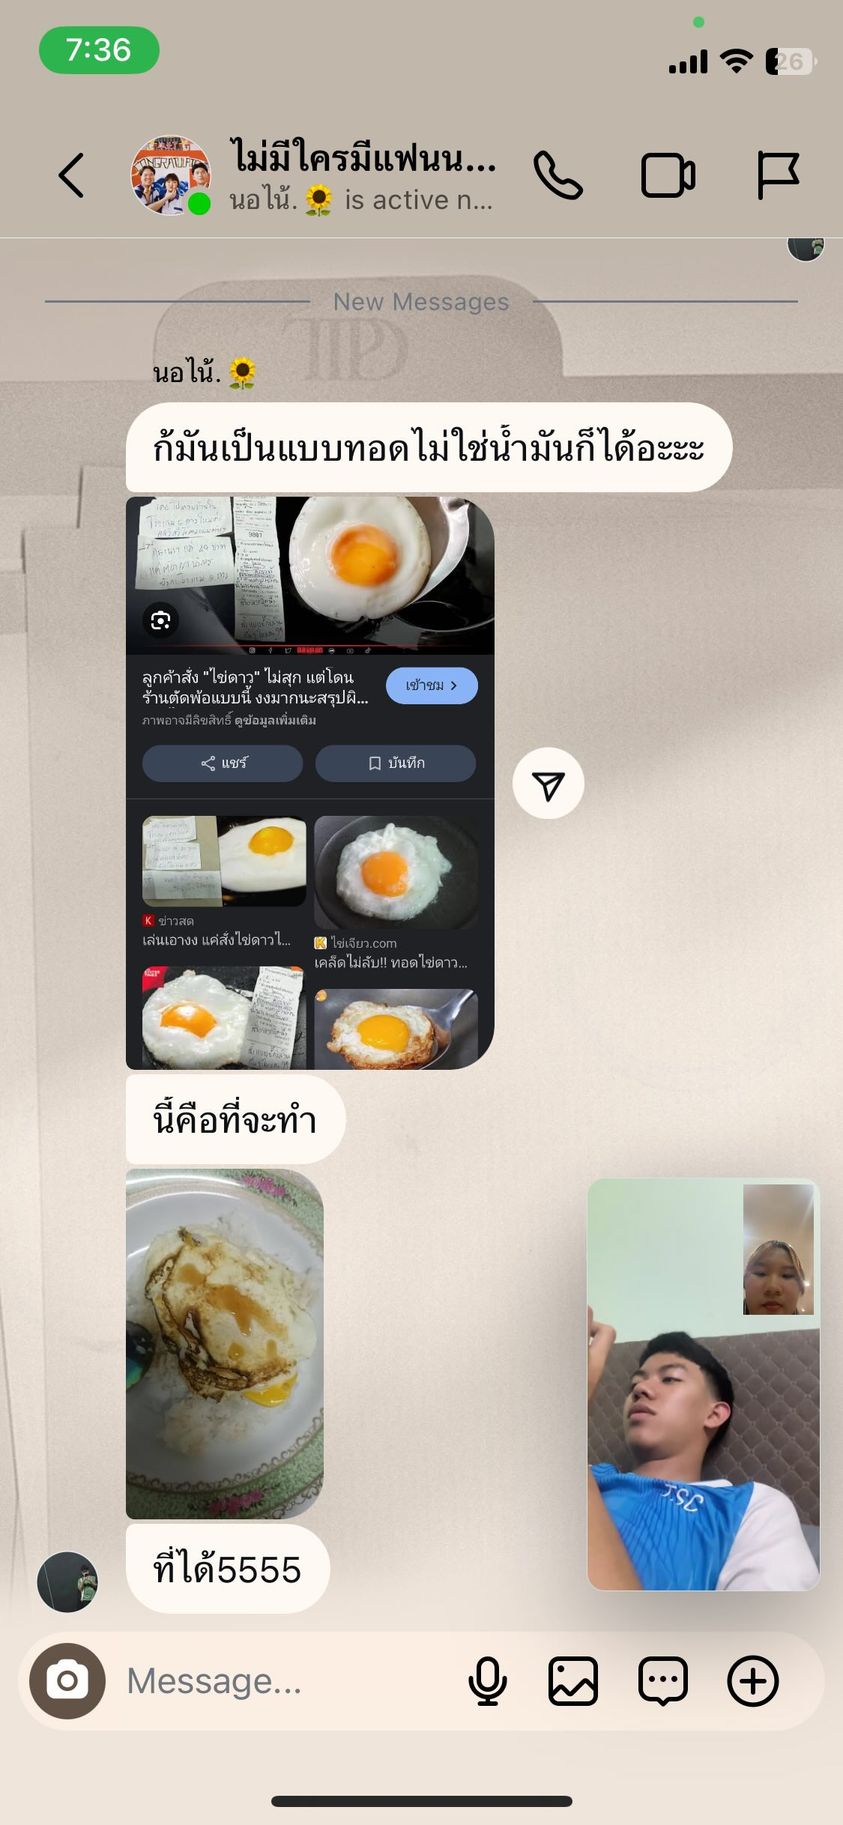 7:36
26
ไม่มีใครมีแฟนน...
นอไน้.🌻 is active n...
New Messages
นอไน้.🌻
ก้มันเป็นแบบทอดไม่ใช่น้ำมันก็ได้อะะะะ
ลูกค้าสั่ง "ไข่ดาว" ไม่สุก แต่โดน
ร้านตัดพ้อแบบนี้ งงมากนะสรุปผิ...
เข้าชม
ภาพอาจมีลิขสิทธิ์ ดูข้อมูลเพิ่มเติม
แชร์
บันทึก
K ข่าวสด
เล่นเอางง แค่สั่งไข่ดาวไ...
ไข่เจียว.com
เคล็ดไม่ลับ!! ทอดไข่ดาว...
นี้คือที่จะทำ
ที่ได้5555
Message...